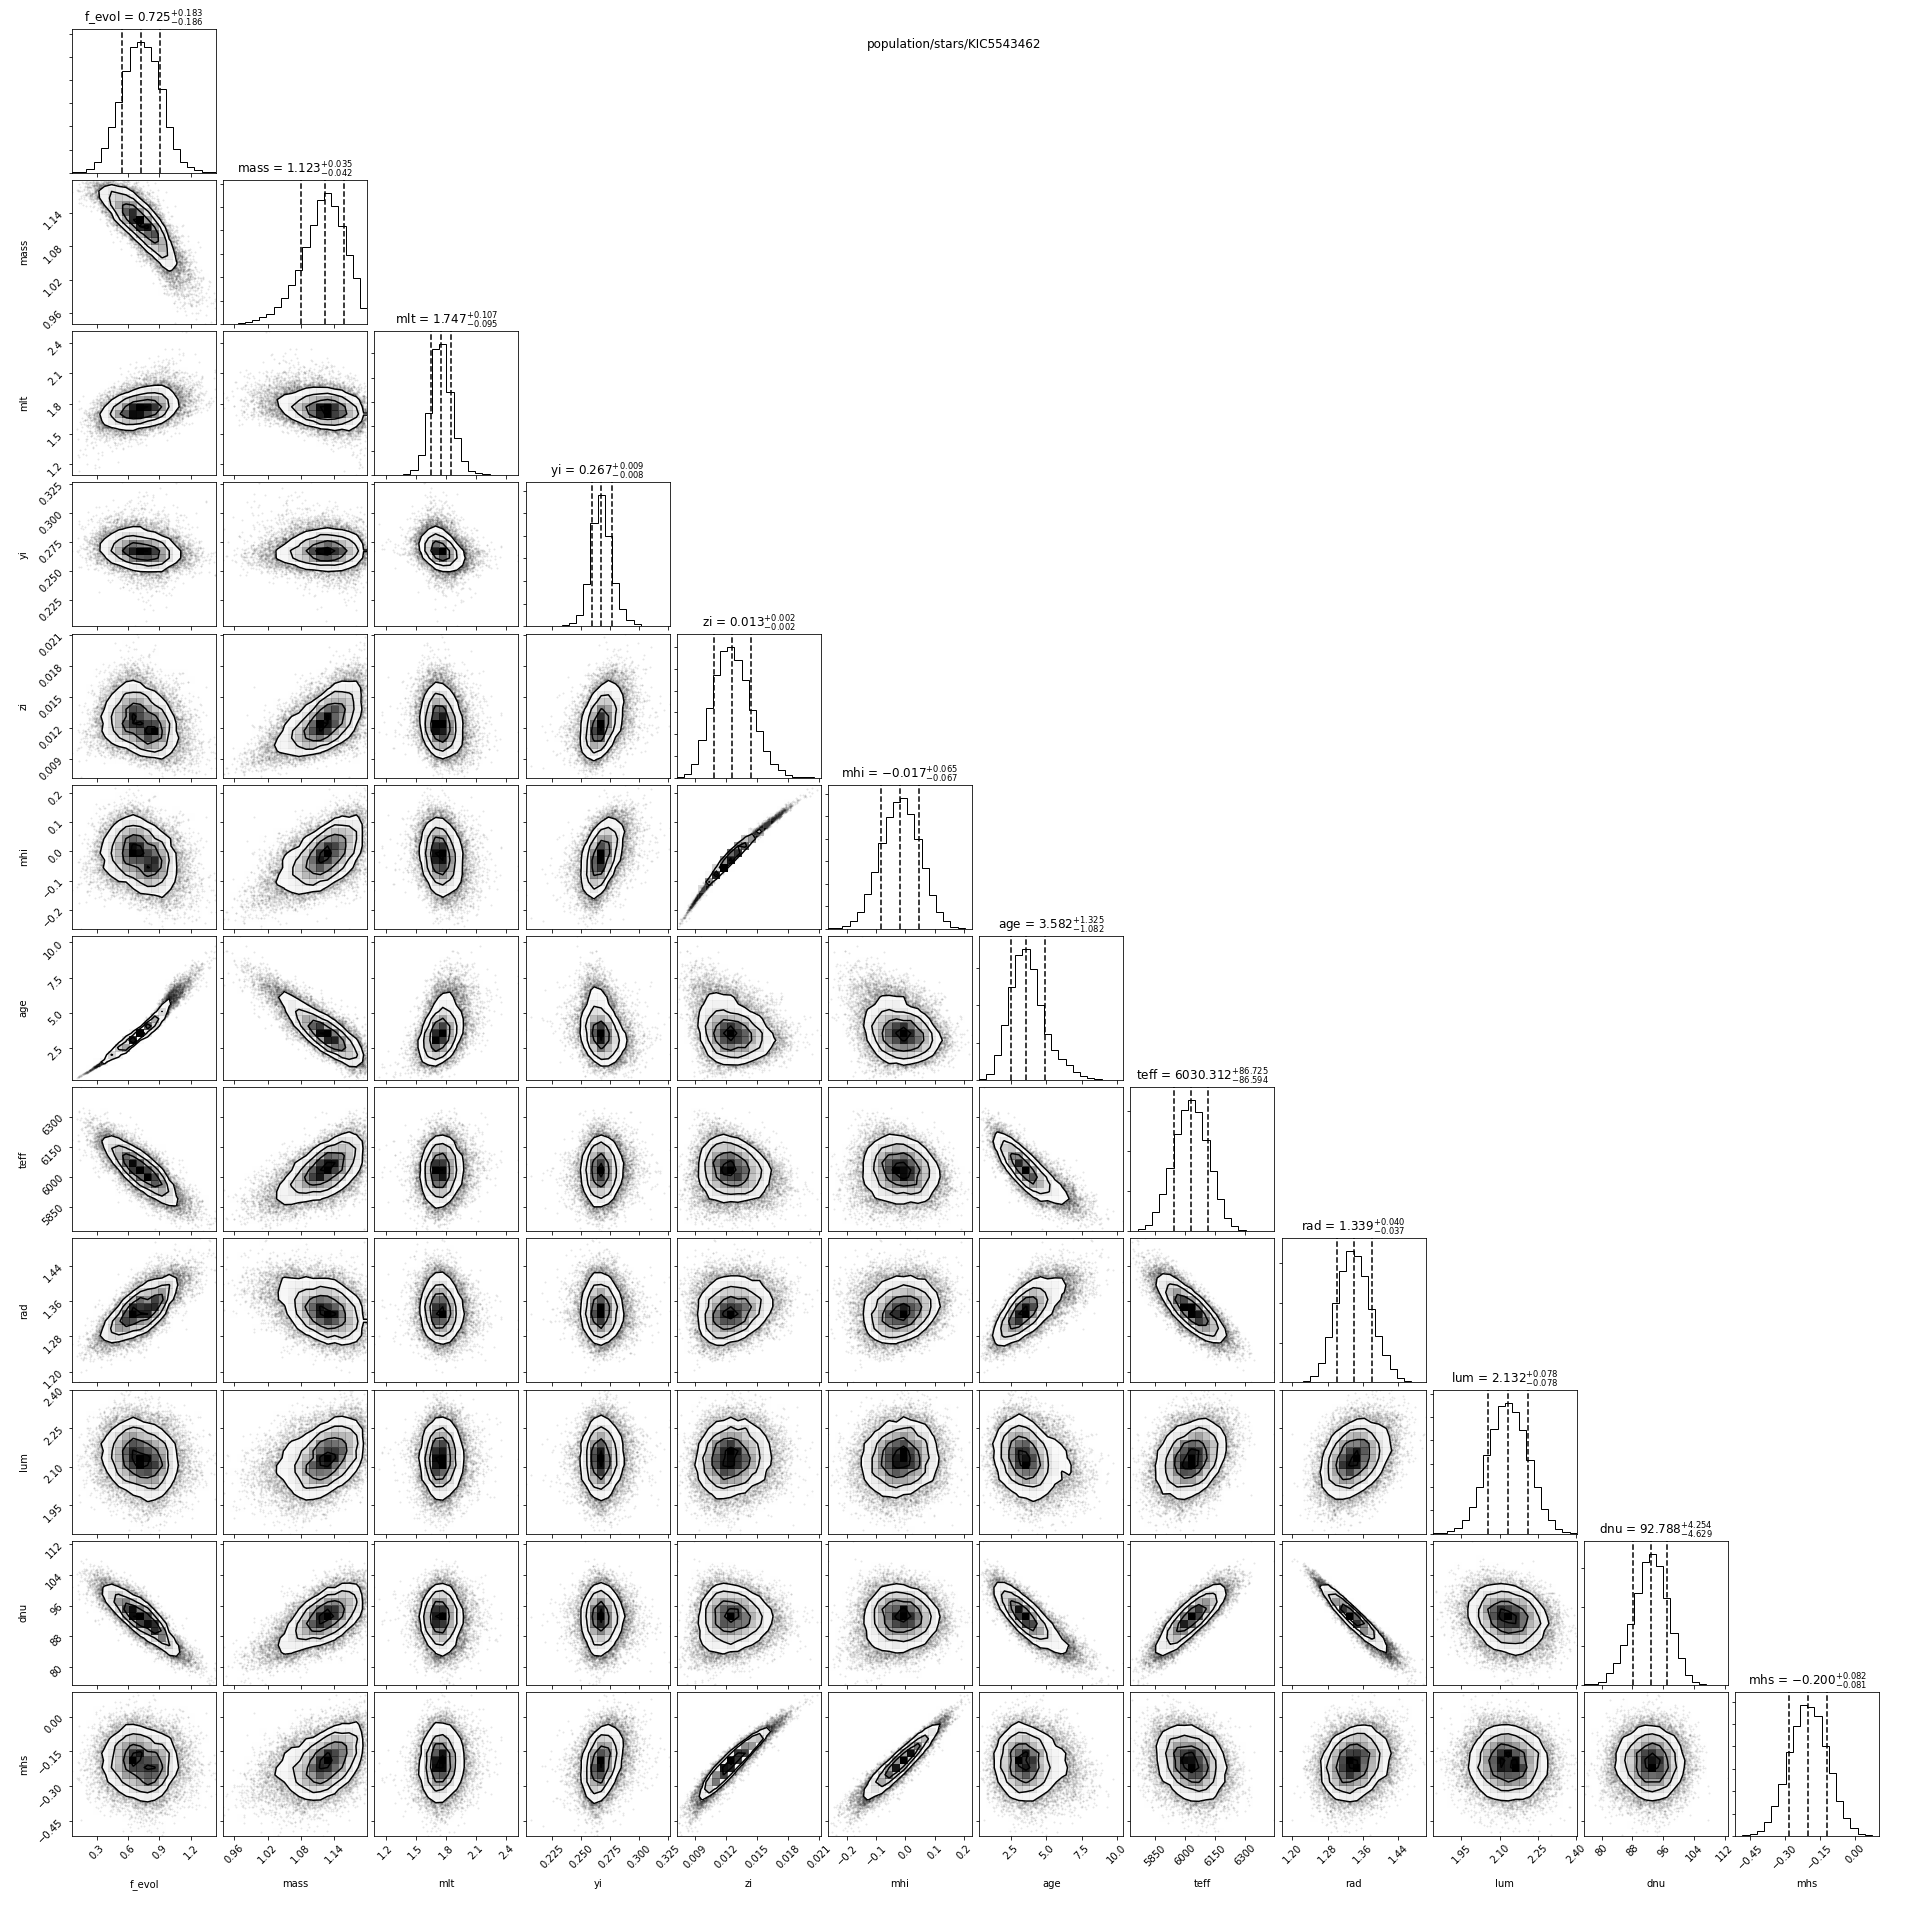 f_evol = 0.725+0.183−0.186
population/stars/KIC5543462
mass = 1.123+0.035−0.042
1.14
1.08
1.02
0.96
mass
mlt = 1.747+0.107−0.095
2.4
2.1
1.8
1.5
1.2
mlt
yi = 0.267+0.009−0.008
0.325
0.300
0.275
0.250
0.225
yi
zi = 0.013+0.002−0.002
0.021
0.018
0.015
0.012
0.009
zi
mhi = −0.017+0.065−0.067
0.2
0.1
0.0
−0.1
−0.2
mhi
age = 3.582+1.325−1.082
10.0
7.5
5.0
2.5
age
teff = 6030.312+86.725−86.594
6300
6150
6000
5850
teff
rad = 1.339+0.040−0.037
1.44
1.36
1.28
1.20
rad
lum = 2.132+0.078−0.078
2.40
2.25
2.10
1.95
lum
dnu = 92.788+4.254−4.629
112
104
96
88
80
dnu
mhs = −0.200+0.082−0.081
0.00
−0.15
−0.30
−0.45
mhs
0.3 0.6 0.9 1.2 0.96 1.02 1.08 1.14 1.2 1.5 1.8 2.1 2.4 0.225 0.250 0.275 0.300 0.325 0.009 0.012 0.015 0.018 0.021 −0.2 −0.1 0.0 0.1 0.2 2.5 5.0 7.5 10.0 5850 6000 6150 6300 1.20 1.28 1.36 1.44 1.95 2.10 2.25 2.40 80 88 96 104 112 −0.45 −0.30 −0.15 0.00
f_evol mass mlt yi zi mhi age teff rad lum dnu mhs